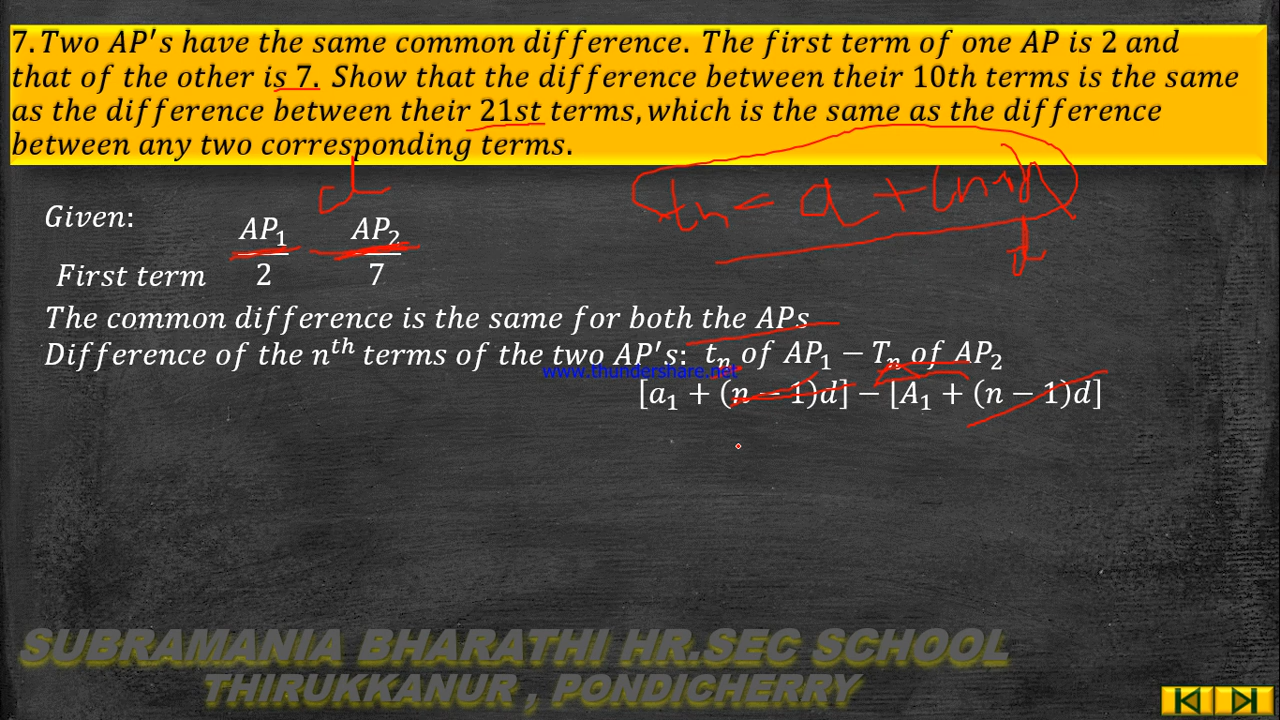 7. Two AP's have the same common difference. The first term of one AP is 2 and
that of the other is 7. Show that the difference between their 10th terms is the same
as the difference between their 21st terms, which is the same as the difference
between any two corresponding terms.
d
tn = a + (n-1)d
d
Given:
AP₁ AP₂
First term 2 7
The common difference is the same for both the APs
Difference of the nᵗʰ terms of the two AP's: tₙ of AP₁ − Tₙ of AP₂
www.thundershare.net
[a₁ + (n − 1)d] − [A₁ + (n − 1)d]
SUBRAMANIA BHARATHI HR.SEC SCHOOL
THIRUKKANUR , PONDICHERRY